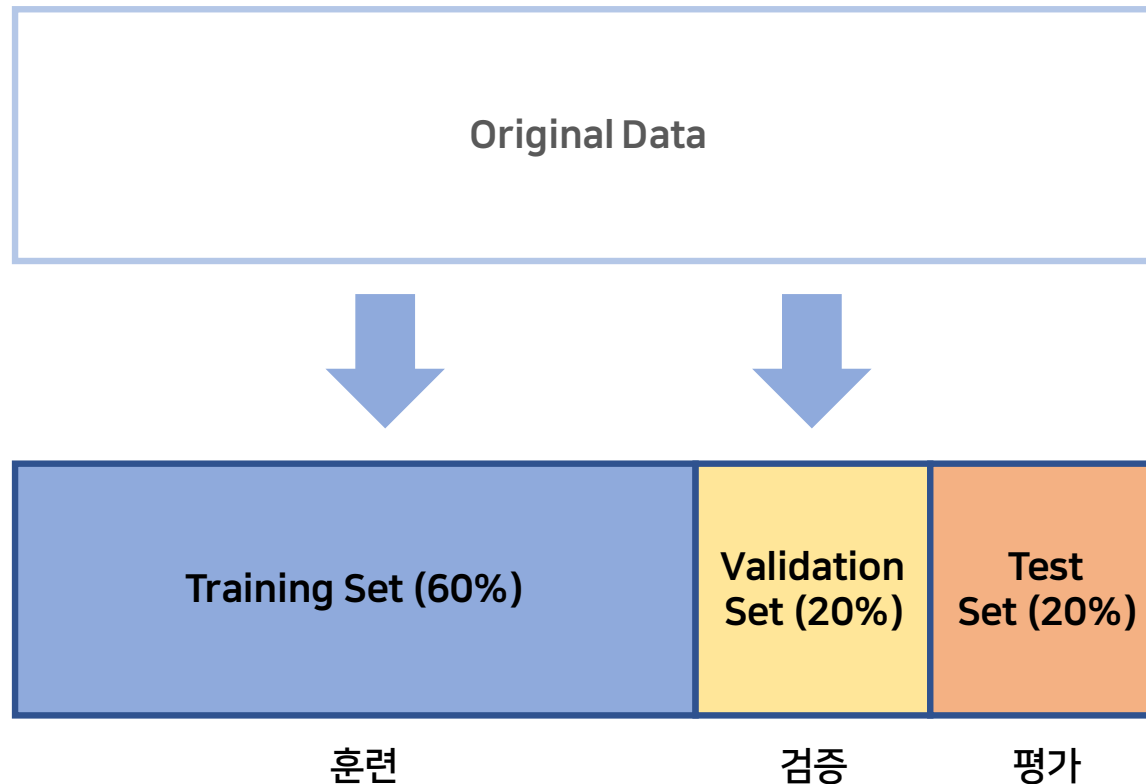 Original Data
Training Set (60%)
Validation
Set (20%)
Test
Set (20%)
훈련
검증
평가